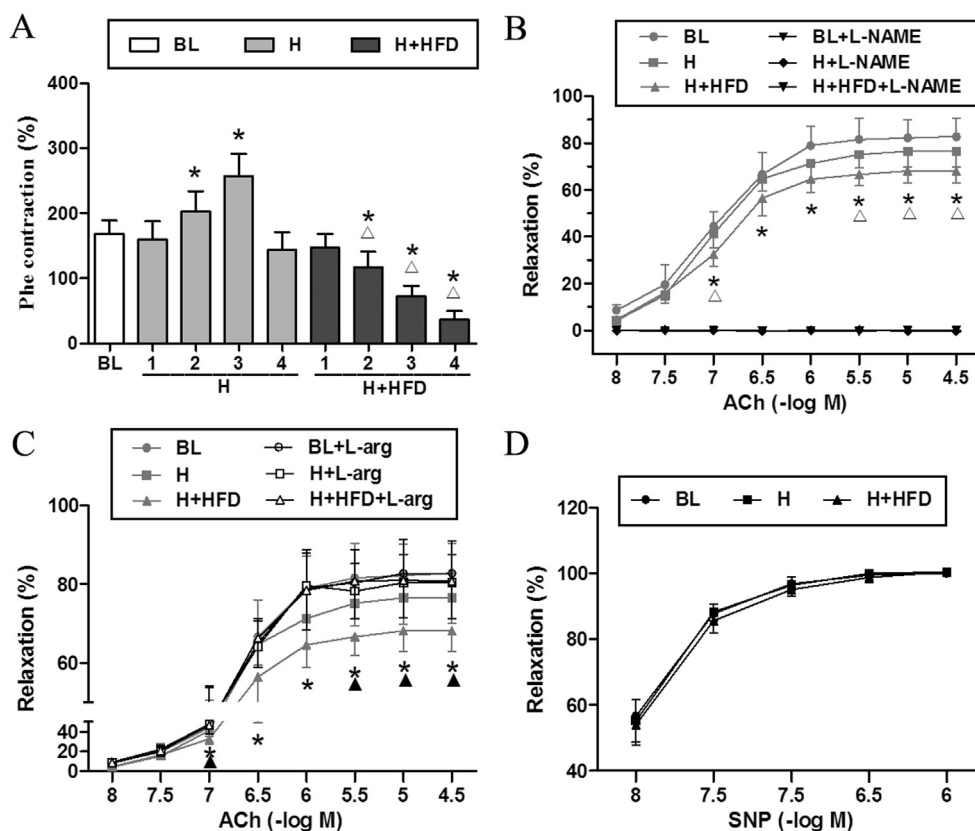 A
BL H H+HFD
Phe contraction (%)
400
300
200
100
0
* * * * *
△ △ △
BL 1 2 3 4 1 2 3 4
H H+HFD
B
BL BL+L-NAME
H H+L-NAME
H+HFD H+HFD+L-NAME
Relaxation (%)
100
80
60
40
20
0
* * * * * *
△ △ △ △
8 7.5 7 6.5 6 5.5 5 4.5
ACh (-log M)
C
BL BL+L-arg
H H+L-arg
H+HFD H+HFD+L-arg
Relaxation (%)
100
80
60
40
20
0
* * * * * *
▲ ▲ ▲ ▲
8 7.5 7 6.5 6 5.5 5 4.5
ACh (-log M)
D
BL H H+HFD
Relaxation (%)
120
100
80
60
40
8 7.5 7.5 6.5 6
SNP (-log M)